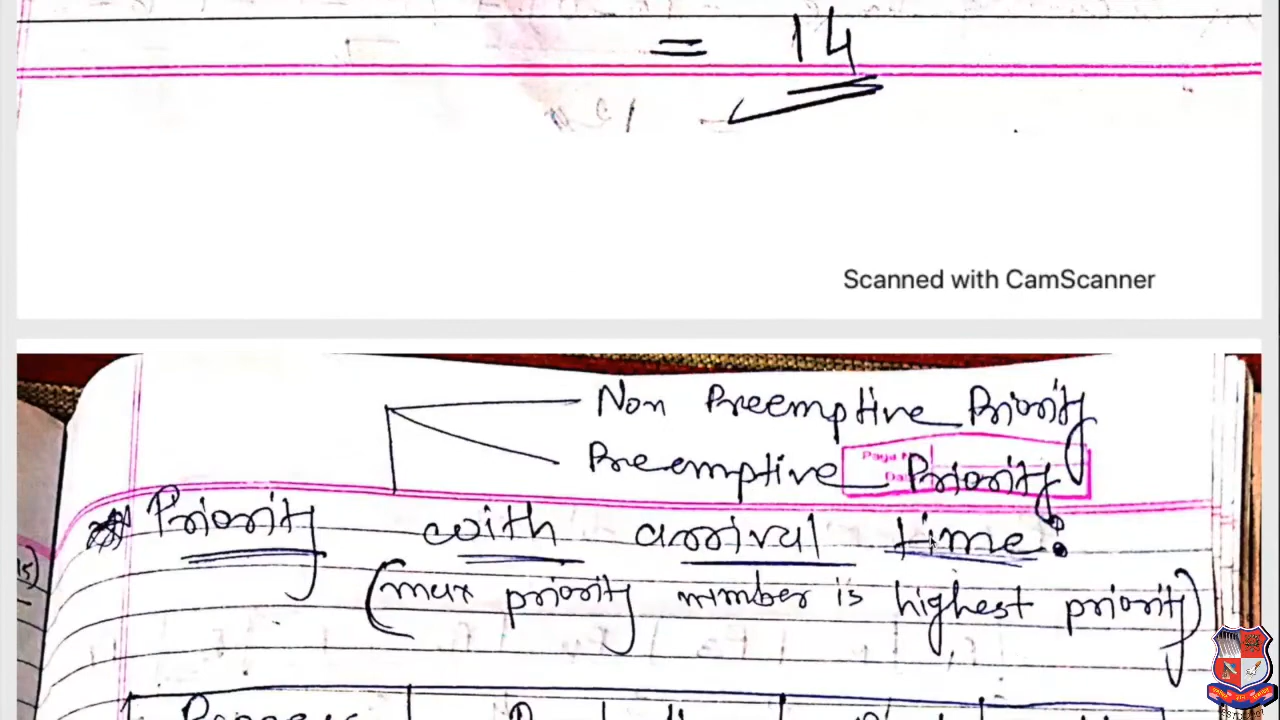 = 14
Scanned with CamScanner
Non Preemptive Priority
Preemptive Priority
Priority with arrival time:
(max priority number is highest priority)
Process